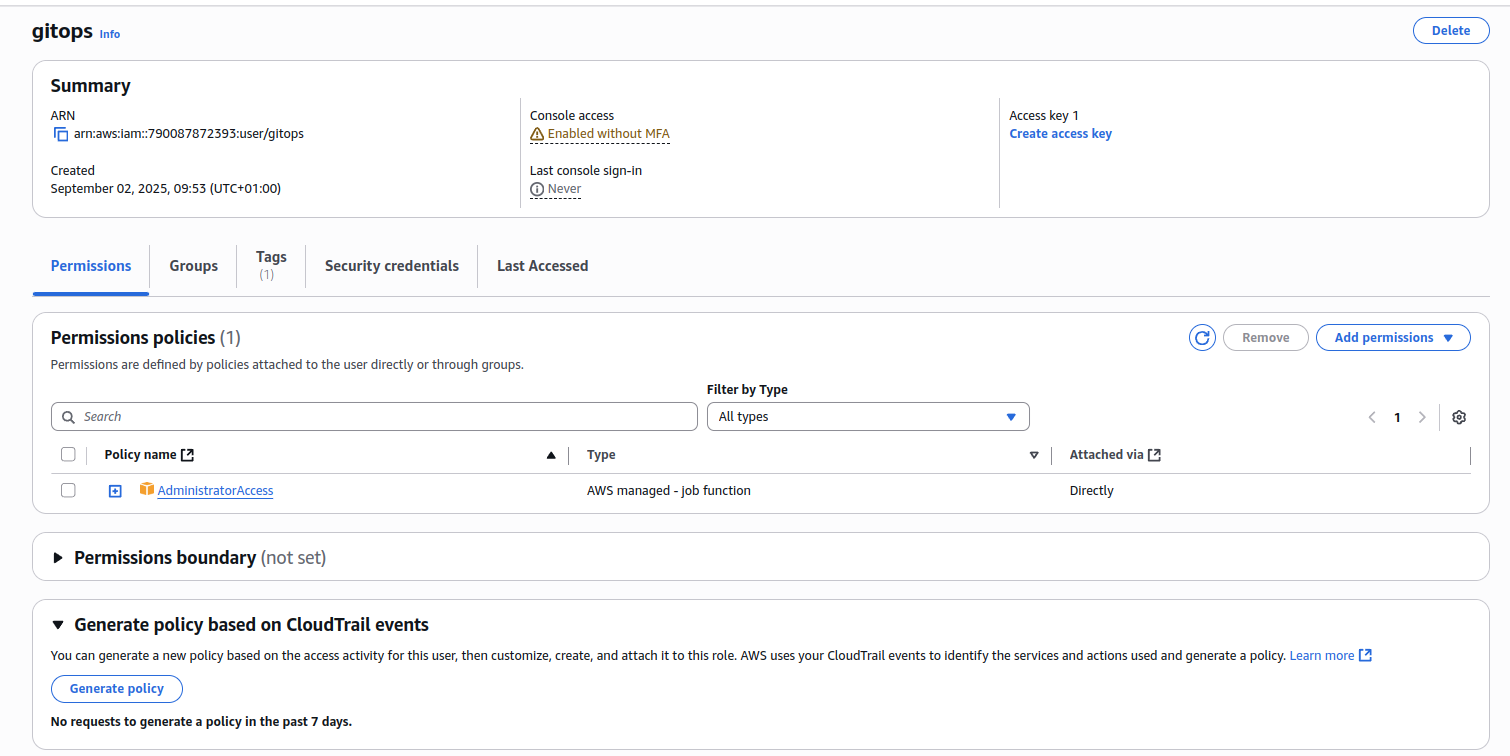 gitops Info
Delete
Summary
ARN
arn:aws:iam::790087872393:user/gitops
Created
September 02, 2025, 09:53 (UTC+01:00)
Console access
Enabled without MFA
Last console sign-in
Never
Access key 1
Create access key
Permissions
Groups
Tags
(1)
Security credentials
Last Accessed
Permissions policies (1)
Remove
Add permissions
Permissions are defined by policies attached to the user directly or through groups.
Filter by Type
Search
All types
1
Policy name
Type
Attached via
AdministratorAccess
AWS managed - job function
Directly
Permissions boundary (not set)
Generate policy based on CloudTrail events
You can generate a new policy based on the access activity for this user, then customize, create, and attach it to this role. AWS uses your CloudTrail events to identify the services and actions used and generate a policy. Learn more
Generate policy
No requests to generate a policy in the past 7 days.